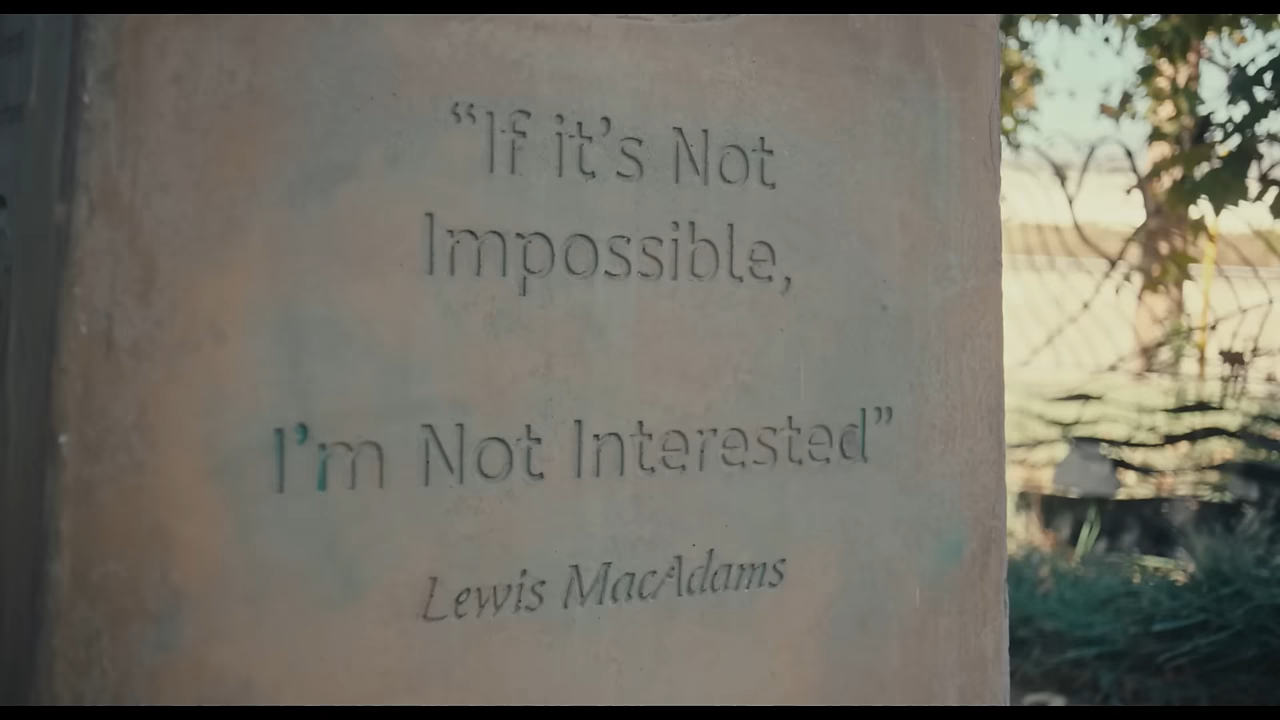 “If it’s Not
Impossible,
I’m Not Interested”
Lewis MacAdams